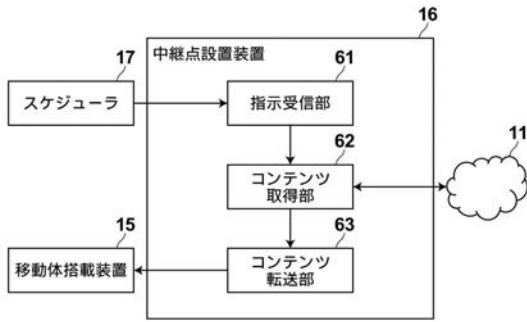 16
中継点設置装置
17
61
スケジューラ
指示受信部
62
11
コンテンツ
取得部
15
63
移動体搭載装置
コンテンツ
転送部